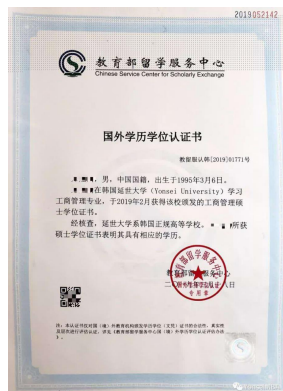 2019052142
教育部留学服务中心
Chinese Service Center for Scholarly Exchange
国外学历学位认证书
教留服认韩[2019]01771号
，男，中国国籍，出生于1995年3月6日。
在韩国延世大学（Yonsei University）学习
工商管理专业，于2019年2月获得该校颁发的工商管理硕
士学位证书。
经核查，延世大学系韩国正规高等学校。 所获
硕士学位证书表明其具有相应的学历。
教育部留学服务中心
专用章